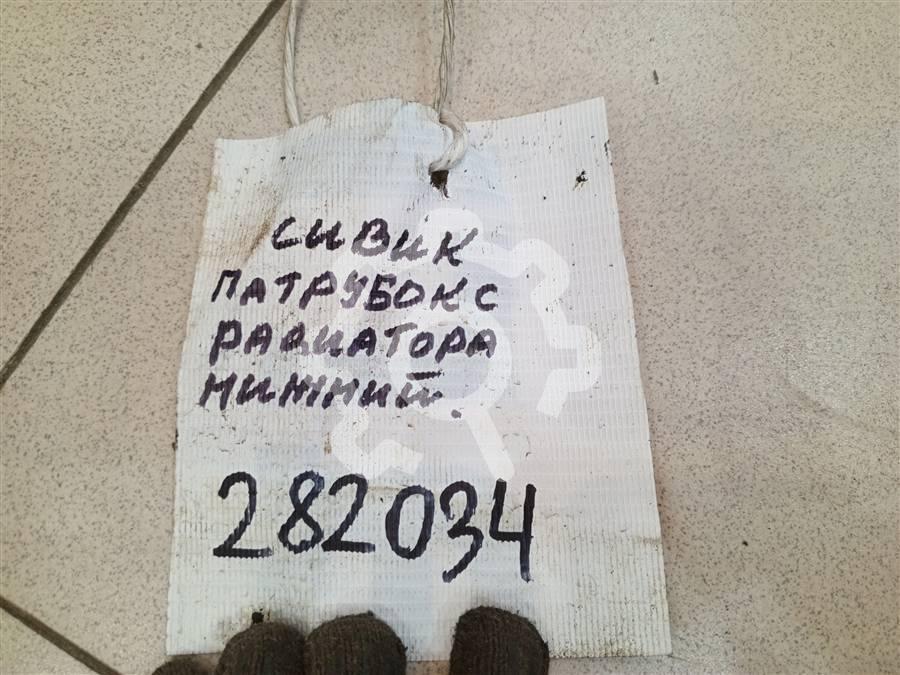 СИВИК
ПАТРУБОК С
РАДИАТОРА
НИЖНИЙ.
282034